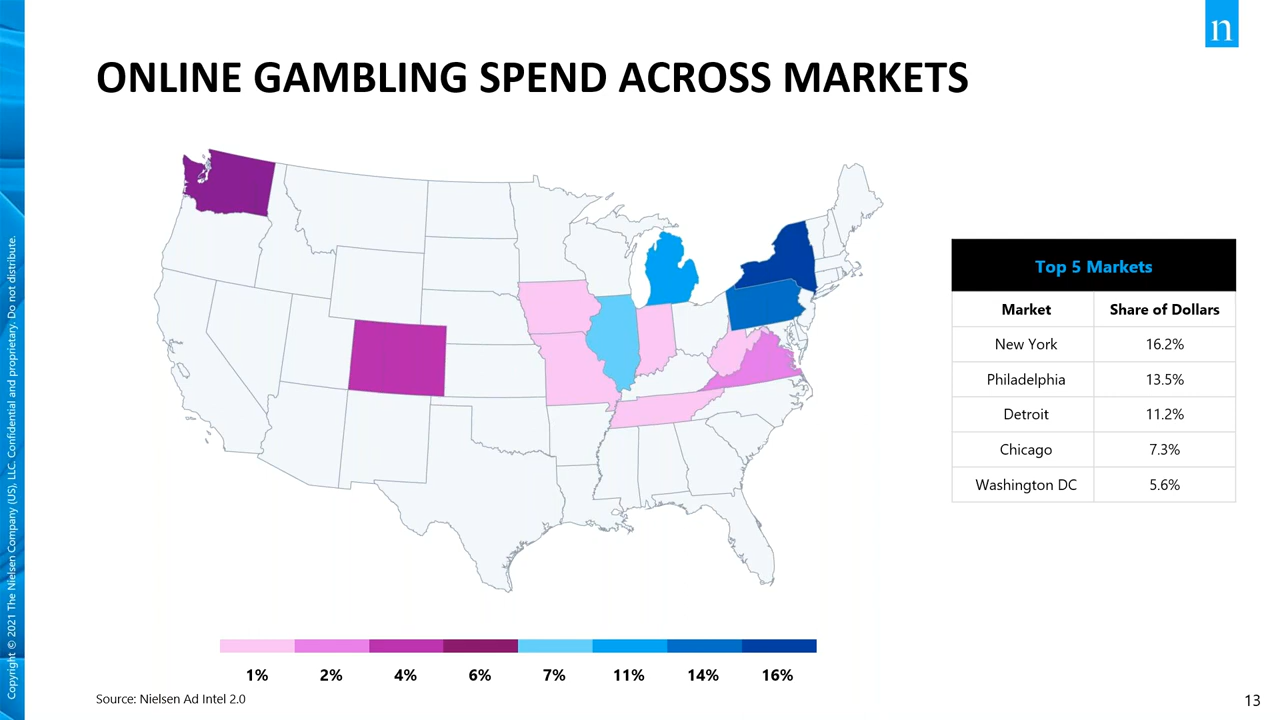 n
ONLINE GAMBLING SPEND ACROSS MARKETS
Top 5 Markets
Market Share of Dollars
New York 16.2%
Philadelphia 13.5%
Detroit 11.2%
Chicago 7.3%
Washington DC 5.6%
1% 2% 4% 6% 7% 11% 14% 16%
Source: Nielsen Ad Intel 2.0
13
Copyright © 2021 The Nielsen Company (US), LLC. Confidential and proprietary. Do not distribute.